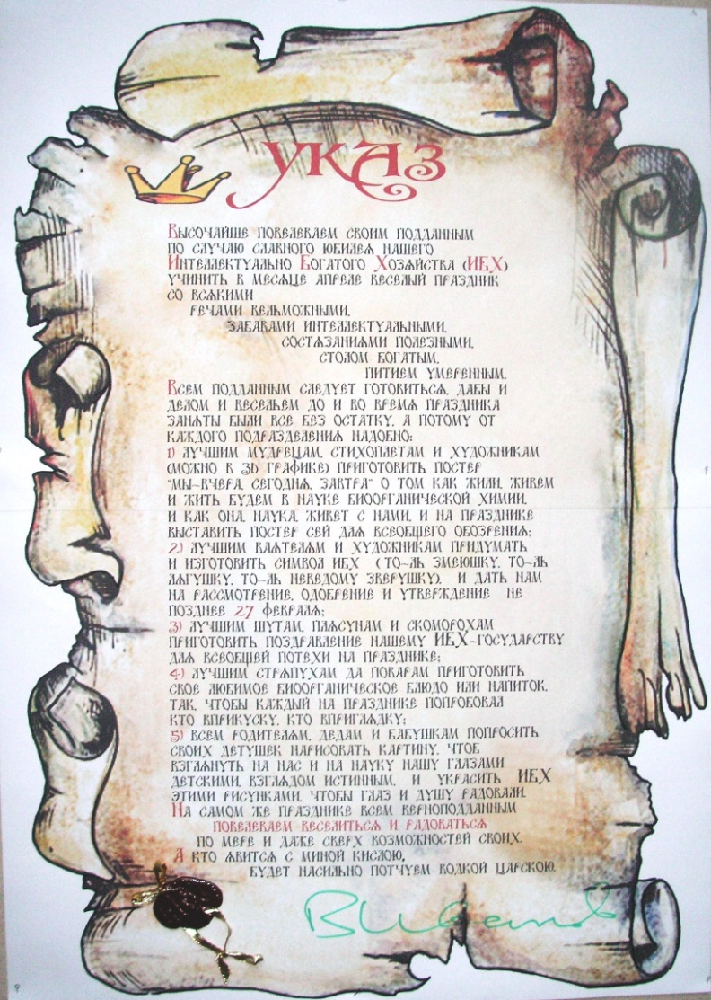 УКАЗ
Высочайше повелеваем своим подданным
по случаю славного юбилея нашего
Интеллектуально Богатого Хозяйства (ИБХ)
учинить в месяце апреле веселый праздник
со всякими
речами вельможными,
забавами интеллектуальными,
состязаниями полезными,
столом богатым,
питием умеренным.
Всем подданным следует готовиться, дабы и
делом и весельем до и во время праздника
заняты были все без остатку, а потому от
каждого подразделения надобно:
1) лучшим мудрецам, стихоплетам и художникам
(можно в 3D графике) приготовить постер
"Мы-вчера, сегодня, завтра" о том как жили, живем
и жить будем в науке биоорганической химии,
и как она, наука, живет с нами, и на празднике
выставить постер сей для всеобщего обозрения;
2) лучшим ваятелям и художникам придумать
и изготовить символ ИБХ (то-ль змеюшку, то-ль
лягушку, то-ль неведому зверушку), и дать нам
на рассмотрение, одобрение и утверждение не
позднее 27 февраля;
3) лучшим шутам, плясунам и скоморохам
приготовить поздравление нашему ИБХ-государству
для всеобщей потехи на празднике;
4) лучшим стряпухам да поварам приготовить
свое любимое биоорганическое блюдо или напиток,
так, чтобы каждый на празднике попробовал
кто вприкуску, кто вприглядку;
5) всем родителям, дедам и бабушкам попросить
своих детушек нарисовать картину, чтоб
взглянуть на нас и на науку нашу глазами
детскими, взглядом истинным, и украсить ИБХ
этими рисунками, чтобы глаз и душу радовали.
На самом же празднике всем верноподданным
повелеваем веселиться и радоваться
по мере и даже сверх возможностей своих.
А кто явится с миной кислою,
будет насильно потчуем водкой царскою.
В Иванов